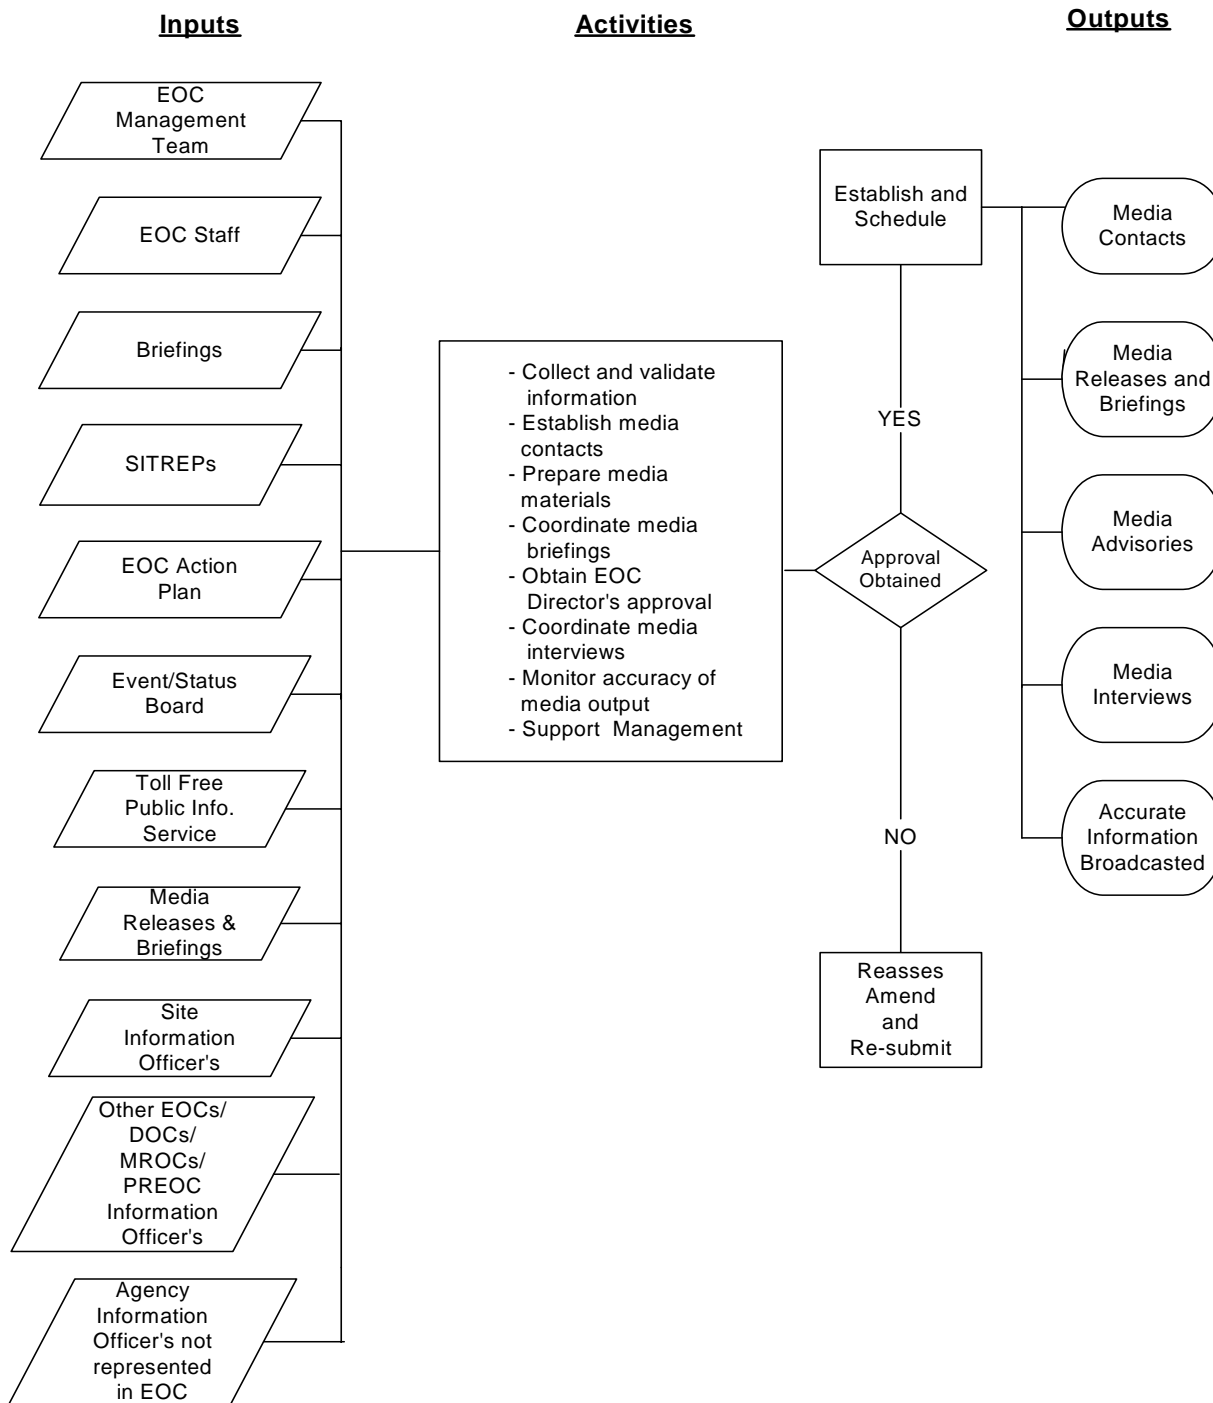 Inputs
Activities
Outputs
EOC
Management
Team
EOC Staff
Briefings
SITREPs
EOC Action
Plan
Event/Status
Board
Toll Free
Public Info.
Service
Media
Releases &
Briefings
Site
Information
Officer's
Other EOCs/
DOCs/
MROCs/
PREOC
Information
Officer's
Agency
Information
Officer's not
represented
in EOC
- Collect and validate
information
- Establish media
contacts
- Prepare media
materials
- Coordinate media
briefings
- Obtain EOC
Director's approval
- Coordinate media
interviews
- Monitor accuracy of
media output
- Support  Management
Establish and
Schedule
YES
Approval
Obtained
NO
Reasses
Amend
and
Re-submit
Media
Contacts
Media
Releases and
Briefings
Media
Advisories
Media
Interviews
Accurate
Information
Broadcasted